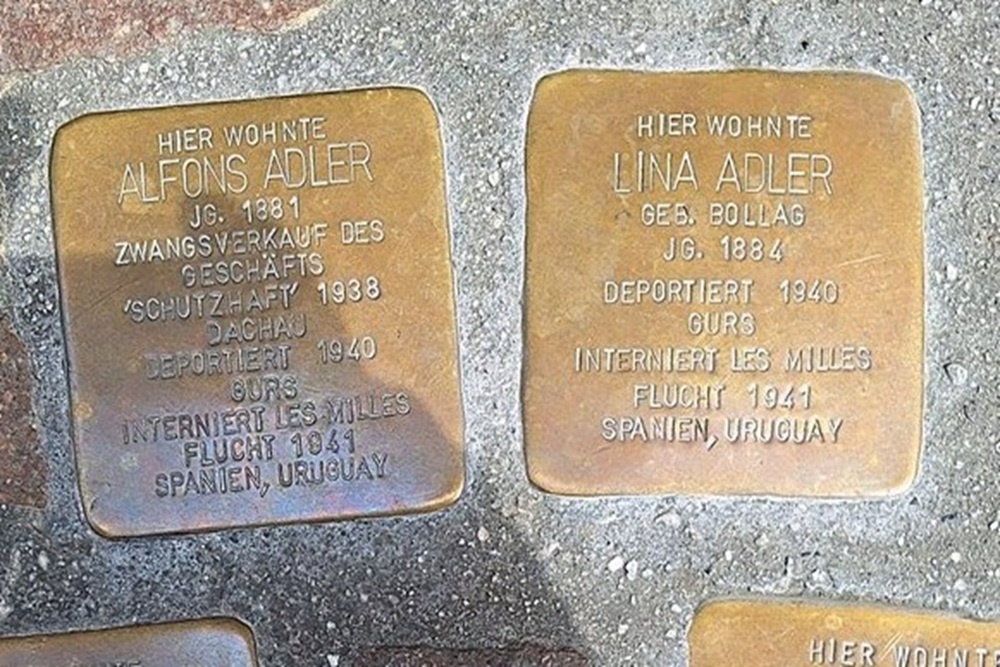 HIER WOHNTE
ALFONS ADLER
JG. 1881
ZWANGSVERKAUF DES
GESCHÄFTS
'SCHUTZHAFT' 1938
DACHAU
DEPORTIERT 1940
GURS
INTERNIERT LES MILLES
FLUCHT 1941
SPANIEN, URUGUAY
HIER WOHNTE
LINA ADLER
GEB. BOLLAG
JG. 1884
DEPORTIERT 1940
GURS
INTERNIERT LES MILLES
FLUCHT 1941
SPANIEN, URUGUAY
HIER WOHNTE